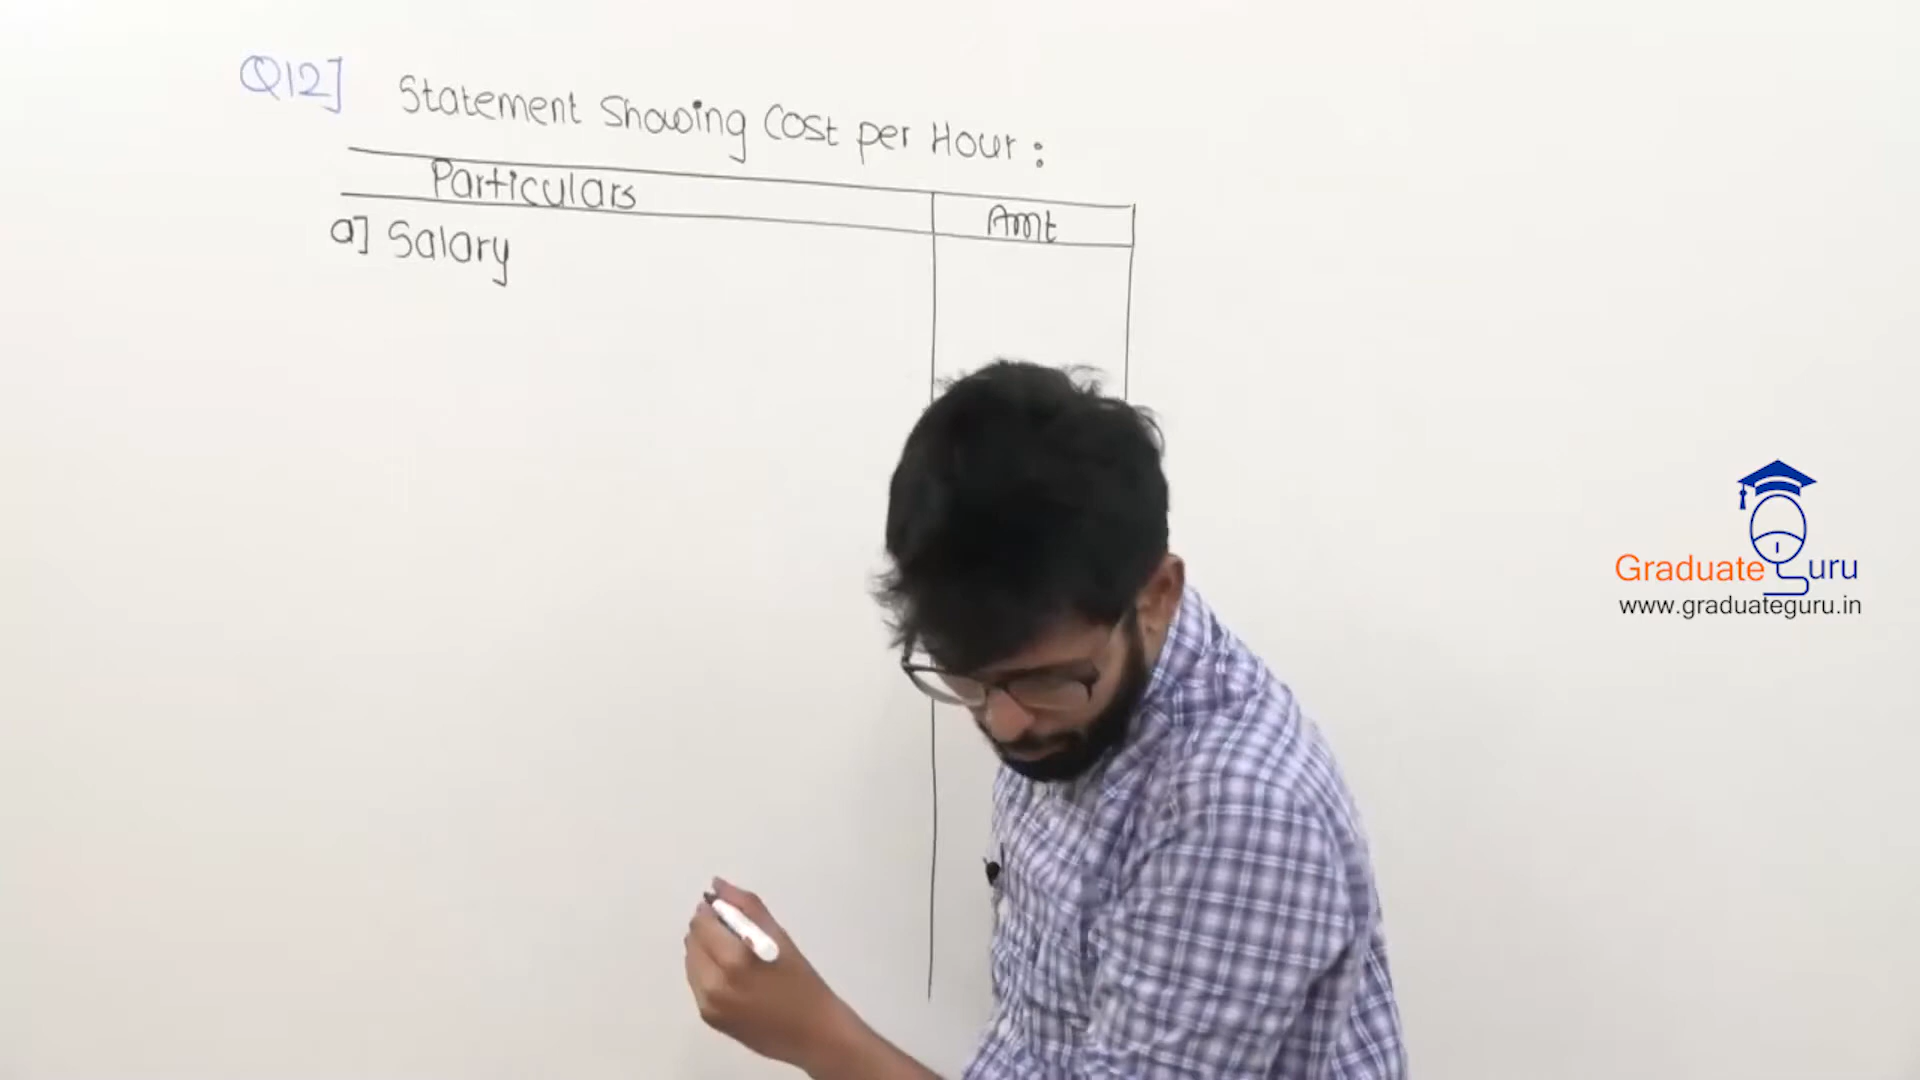 Q12] Statement Showing Cost per Hour :
Particulars
Amt
a] Salary
Graduate Guru
www.graduateguru.in